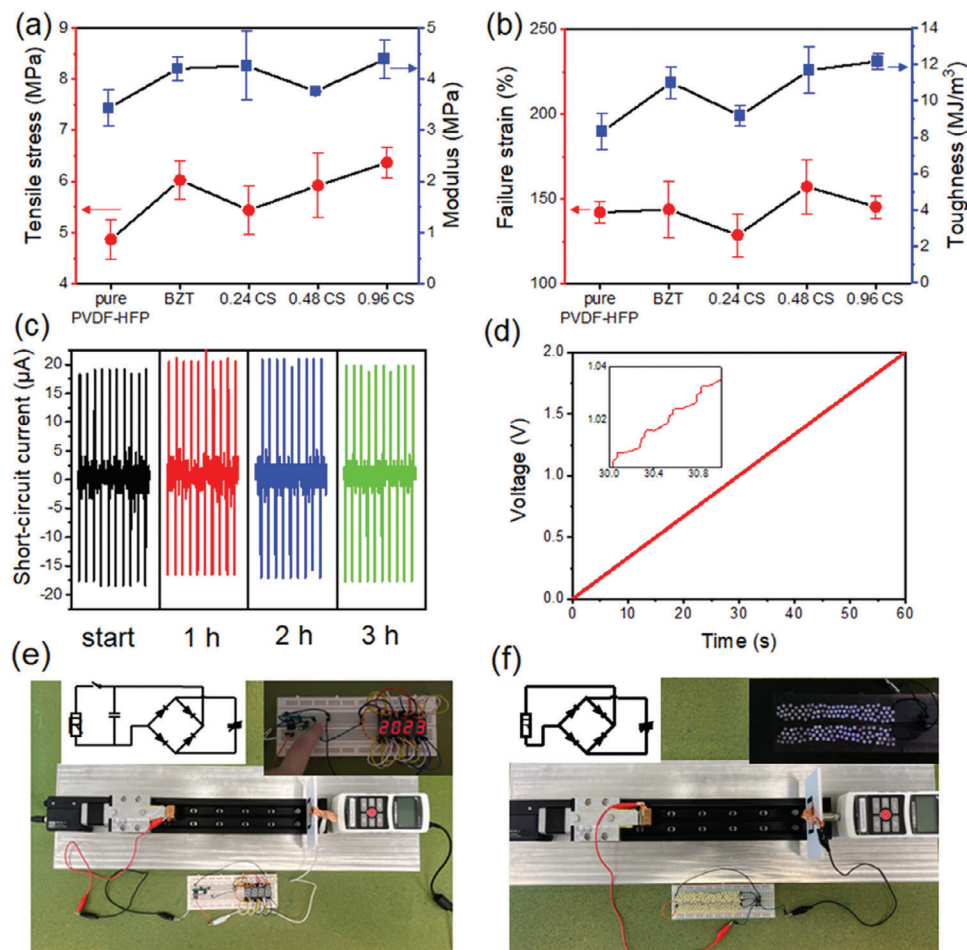 (a)
9
8
7
6
5
4
Tensile stress (MPa)
5
4
3
2
1
0
Modulus (MPa)
pure PVDF-HFP
BZT
0.24 CS
0.48 CS
0.96 CS
(b)
250
200
150
100
Failure strain (%)
14
12
10
8
6
4
2
0
Toughness (MJ/m³)
pure PVDF-HFP
BZT
0.24 CS
0.48 CS
0.96 CS
(c)
20
15
10
5
0
-5
-10
-15
-20
Short-circuit current (µA)
start
1 h
2 h
3 h
(d)
2.0
1.5
1.0
0.5
0.0
Voltage (V)
1.04
1.02
30.0
30.4
30.8
0
10
20
30
40
50
60
Time (s)
(e)
2023
(f)